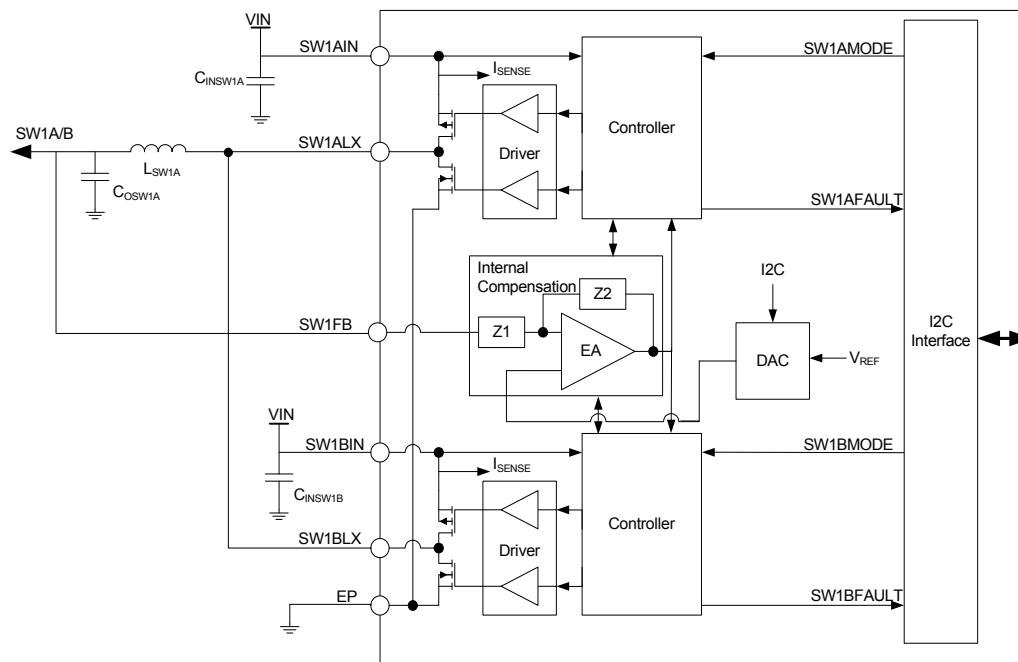 VIN
SW1AIN
CINSW1A
ISENSE
SW1AMODE
Controller
Driver
SW1A/B
SW1ALX
LSW1A
COSW1A
SW1AFAULT
Internal
Compensation
Z2
I2C
SW1FB
Z1
EA
DAC
VREF
I2C
Interface
VIN
SW1BIN
CINSW1B
ISENSE
SW1BMODE
Controller
Driver
SW1BLX
EP
SW1BFAULT